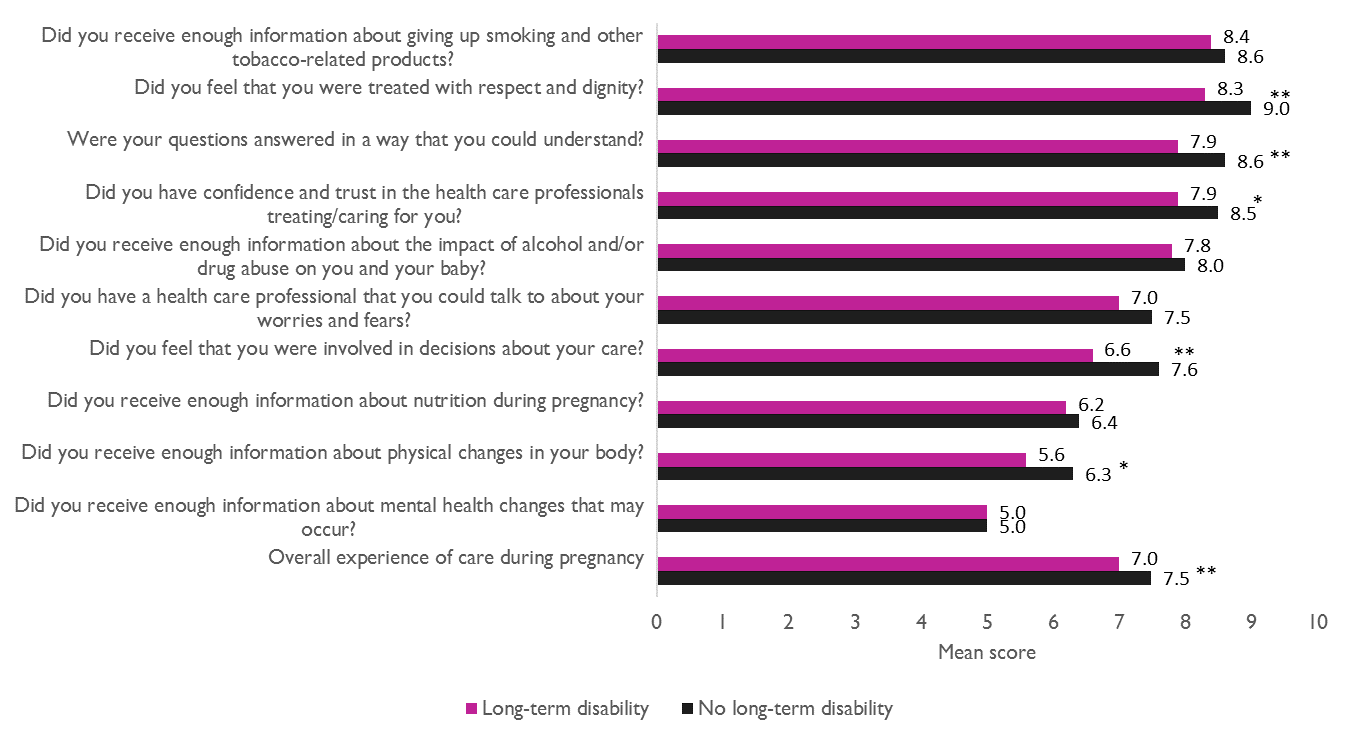 Did you receive enough information about giving up smoking and other
tobacco-related products?
8.4
8.6
Did you feel that you were treated with respect and dignity?
8.3
**
9.0
Were your questions answered in a way that you could understand?
7.9
8.6 **
Did you have confidence and trust in the health care professionals
treating/caring for you?
7.9
8.5*
Did you receive enough information about the impact of alcohol and/or
drug abuse on you and your baby?
7.8
8.0
Did you have a health care professional that you could talk to about your
worries and fears?
7.0
7.5
Did you feel that you were involved in decisions about your care?
6.6
**
7.6
Did you receive enough information about nutrition during pregnancy?
6.2
6.4
Did you receive enough information about physical changes in your body?
5.6
6.3 *
Did you receive enough information about mental health changes that may
occur?
5.0
5.0
Overall experience of care during pregnancy
7.0
7.5 **
0 1 2 3 4 5 6 7 8 9 10
Mean score
Long-term disability No long-term disability